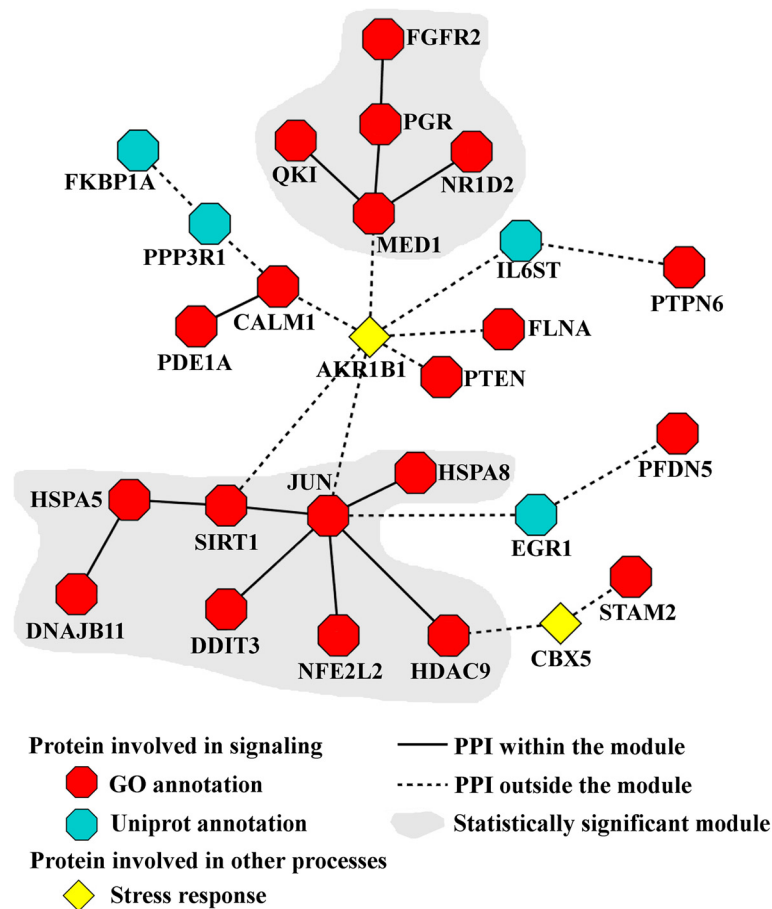 FGFR2
PGR
QKI
NR1D2
FKBP1A
MED1
PPP3R1
IL6ST
PTPN6
CALM1
FLNA
PDE1A
AKR1B1
PTEN
PFDN5
HSPA8
JUN
HSPA5
SIRT1
EGR1
STAM2
DNAJB11
DDIT3
NFE2L2
HDAC9
CBX5
Protein involved in signaling
GO annotation
Uniprot annotation
Protein involved in other processes
Stress response
PPI within the module
PPI outside the module
Statistically significant module